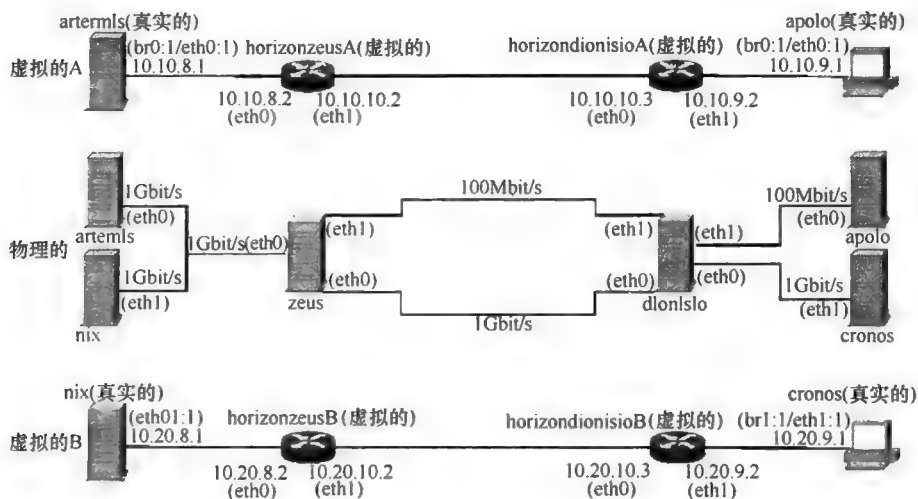 artermls(真实的)
apolo(真实的)
虚拟的A
(br0:1/eth0:1)
10.10.8.1
horizonzeusA(虚拟的)
horizondionisioA(虚拟的)
(br0:1/eth0:1)
10.10.9.1
10.10.8.2
(eth0)
10.10.10.2
(eth1)
10.10.10.3
(eth0)
10.10.9.2
(eth1)
物理的
1Gbit/s
(eth0)
artemls
1Gbit/s
(eth1)
nix
1Gbit/s(eth0)
zeus
(eth1)
(eth0)
100Mbit/s
1Gbit/s
(eth1)
(eth0)
dlonlslo
(eth1)
(eth0)
100Mbit/s
(eth0)
apolo
1Gbit/s
(eth1)
cronos
nix(真实的)
cronos(真实的)
虚拟的B
(eth01:1)
10.20.8.1
horizonzeusB(虚拟的)
horizondionisioB(虚拟的)
(br1:1/eth1:1)
10.20.9.1
10.20.8.2
(eth0)
10.20.10.2
(eth1)
10.20.10.3
(eth0)
10.20.9.2
(eth1)